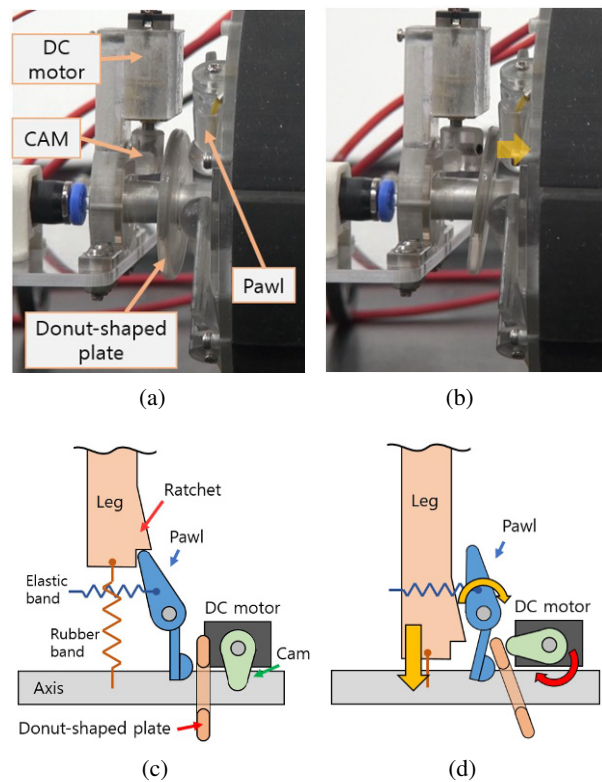 DC
motor
CAM
Pawl
Donut-shaped
plate
(a)
(b)
Leg
Ratchet
Pawl
Elastic
band
DC motor
Rubber
band
Cam
Axis
Donut-shaped plate
(c)
Leg
Pawl
DC motor
(d)